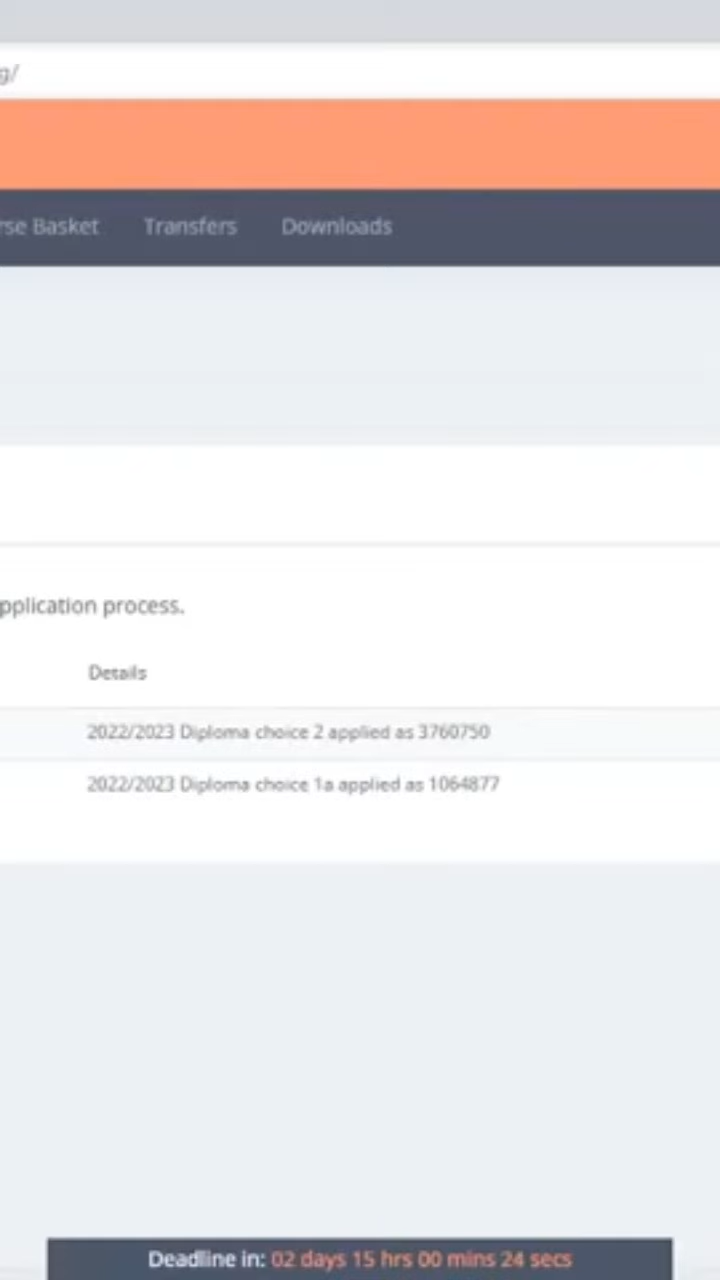 g/
rse Basket Transfers Downloads
pplication process.
Details
2022/2023 Diploma choice 2 applied as 3760750
2022/2023 Diploma choice 1a applied as 1064877
Deadline in: 02 days 15 hrs 00 mins 24 secs